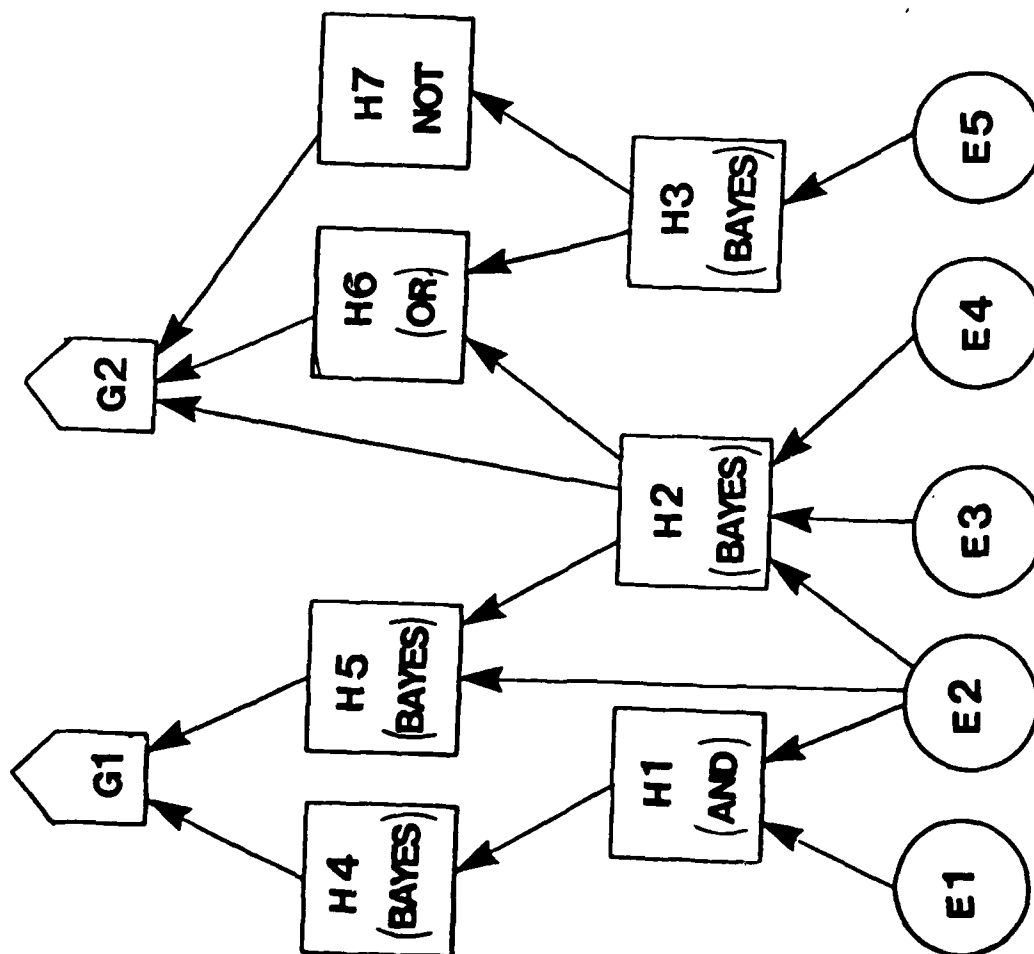 G1
G2
H4
(BAYES)
H5
(BAYES)
H6
(OR)
H7
NOT
H1
(AND)
H2
(BAYES)
H3
(BAYES)
E1
E2
E3
E4
E5